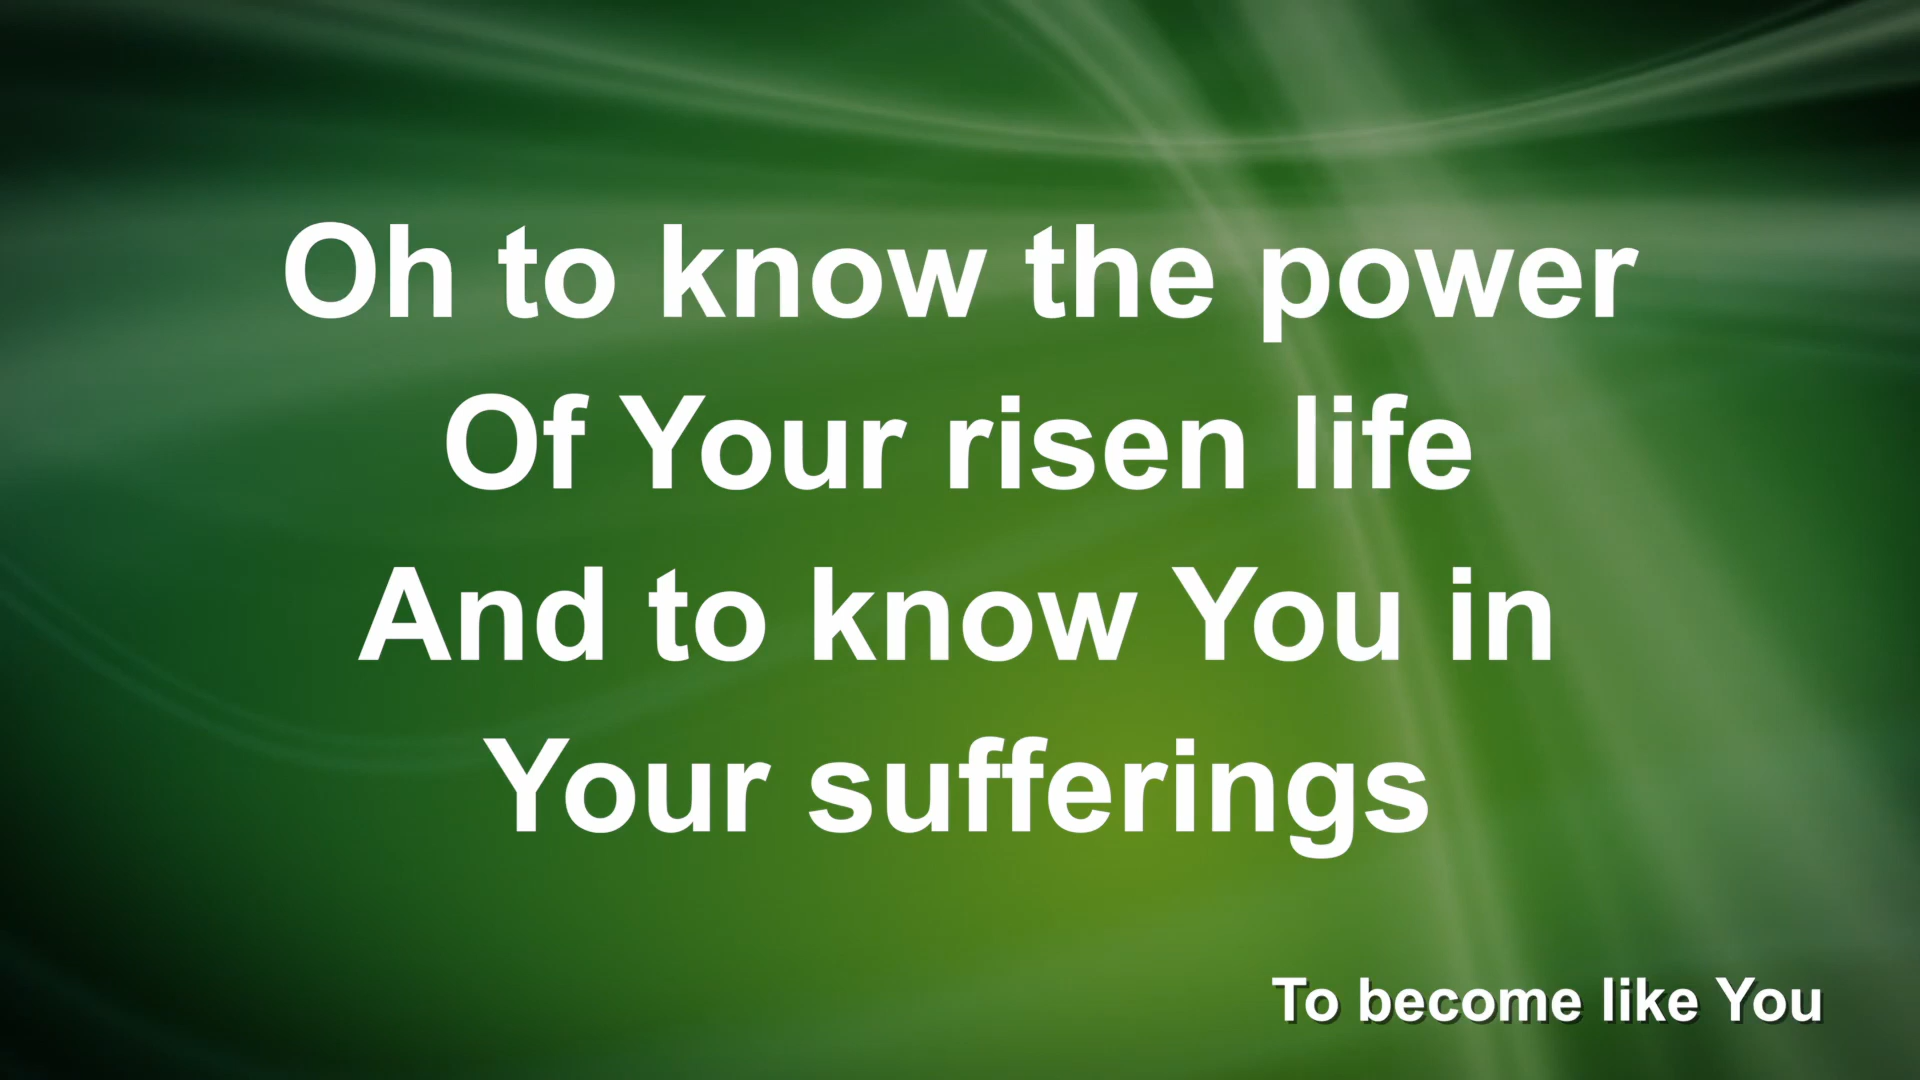 Oh to know the power
Of Your risen life
And to know You in
Your sufferings
To become like You